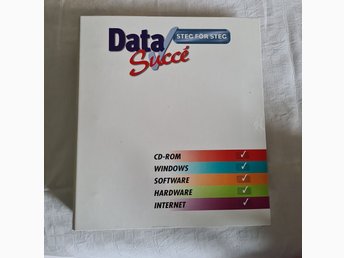 Data
STEG FÖR STEG
Succé
CD-ROM
WINDOWS
SOFTWARE
HARDWARE
INTERNET